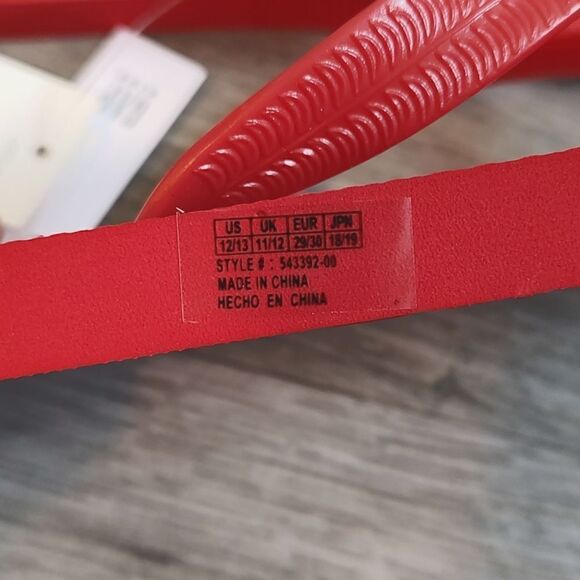 US UK EUR JPN
12/13 11/12 29/30 18/19
STYLE # : 543392-00
MADE IN CHINA
HECHO EN CHINA